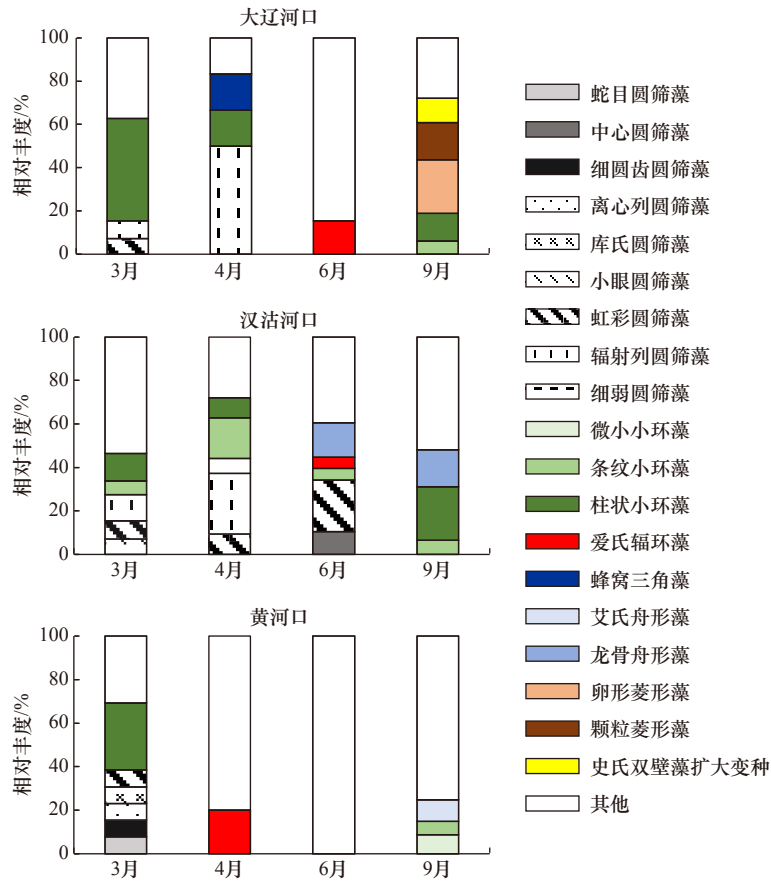 大辽河口
相对丰度/%
100
80
60
40
20
0
3月
4月
6月
9月
汉沽河口
相对丰度/%
100
80
60
40
20
0
3月
4月
6月
9月
黄河口
相对丰度/%
100
80
60
40
20
0
3月
4月
6月
9月
蛇目圆筛藻
中心圆筛藻
细圆齿圆筛藻
离心列圆筛藻
库氏圆筛藻
小眼圆筛藻
虹彩圆筛藻
辐射列圆筛藻
细弱圆筛藻
微小小环藻
条纹小环藻
柱状小环藻
爱氏辐环藻
蜂窝三角藻
艾氏舟形藻
龙骨舟形藻
卵形菱形藻
颗粒菱形藻
史氏双壁藻扩大变种
其他